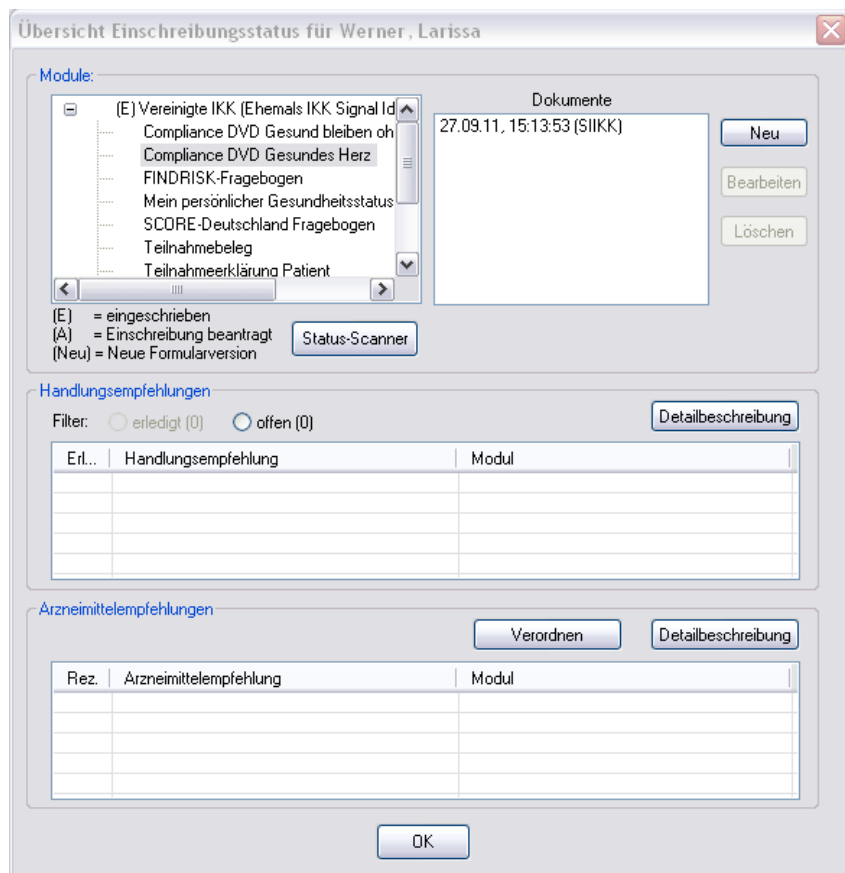 Übersicht Einschreibungsstatus für Werner , Larissa
Module:
(E) Vereinigte IKK (Ehemals IKK Signal Id
Compliance DVD Gesund bleiben oh
Compliance DVD Gesundes Herz
FINDRISK-Fragebogen
Mein persönlicher Gesundheitsstatus
SCORE-Deutschland Fragebogen
Teilnahmebeleg
Teilnahmeerklärung Patient
Dokumente
27.09.11, 15:13:53 (SIIKK)
Neu
Bearbeiten
Löschen
(E) = eingeschrieben
(A) = Einschreibung beantragt
(Neu) = Neue Formularversion
Status-Scanner
Handlungsempfehlungen
Filter: erledigt (0) offen (0)
Detailbeschreibung
Erl... Handlungsempfehlung Modul
Arzneimittelempfehlungen
Verordnen Detailbeschreibung
Rez. Arzneimittelempfehlung Modul
OK